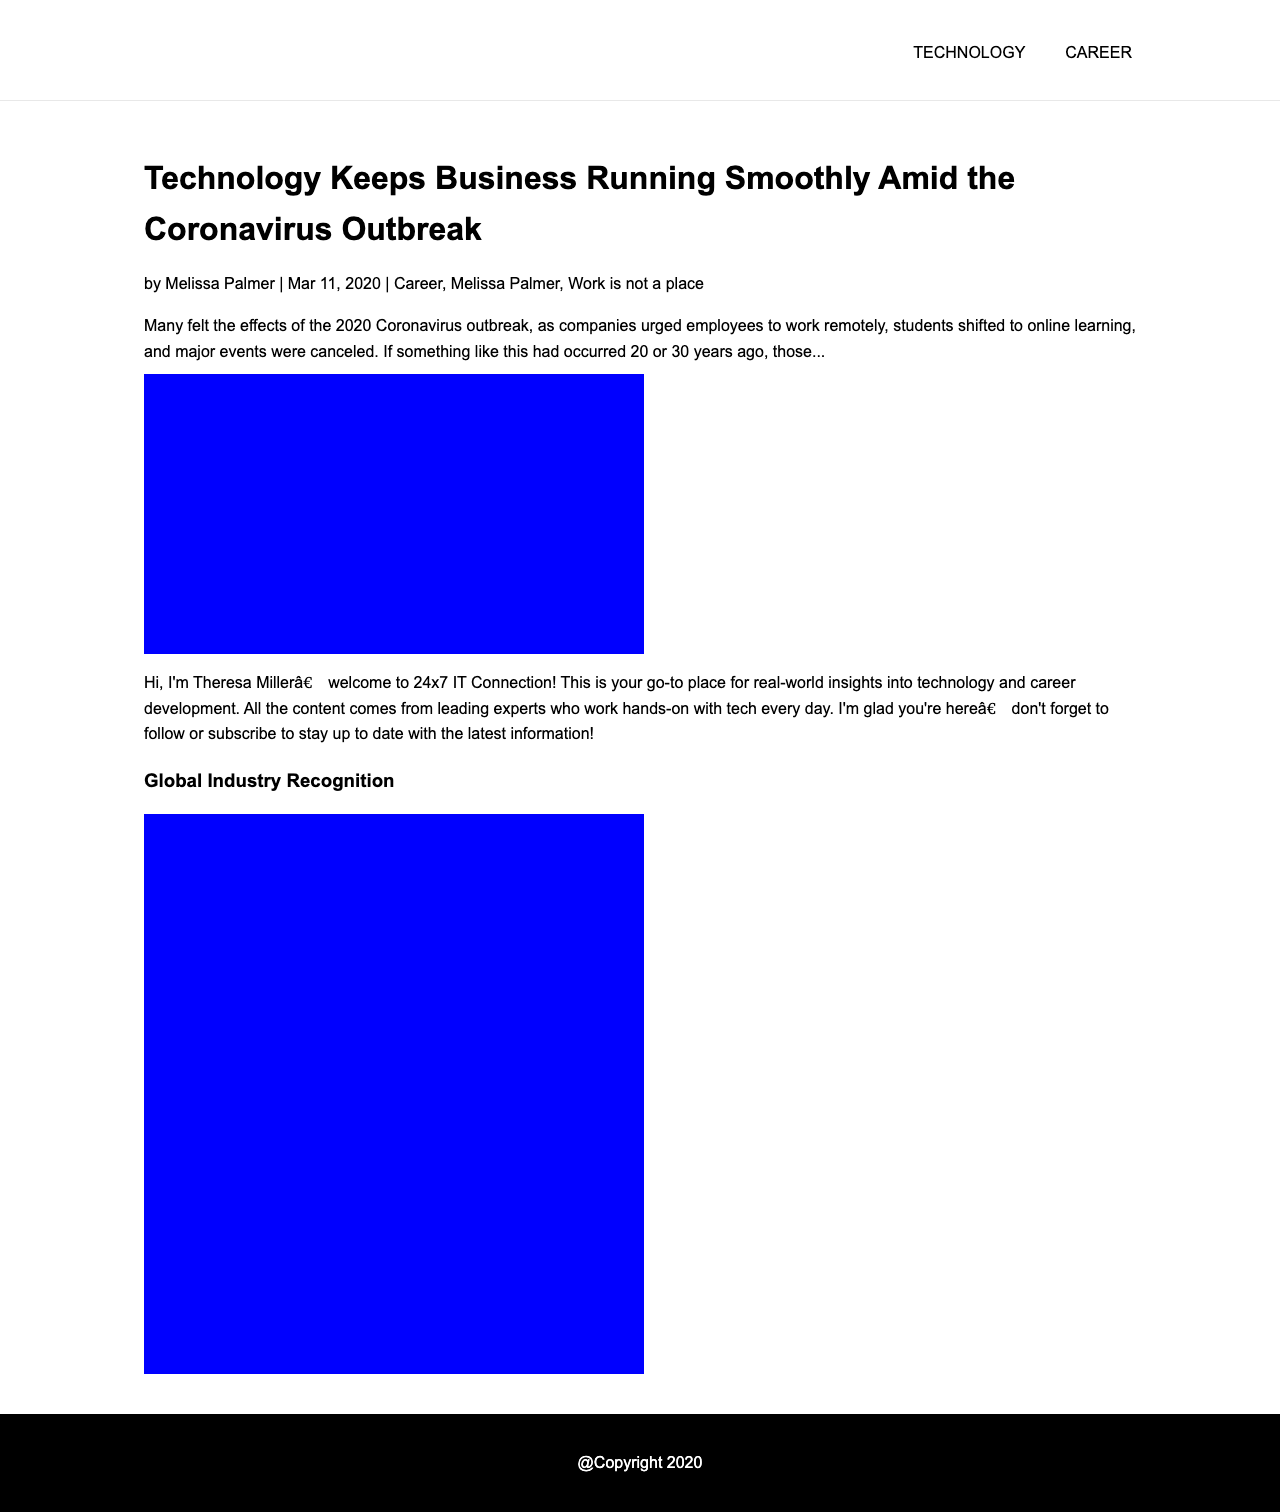 TECHNOLOGY CAREER
Technology Keeps Business Running Smoothly Amid the
Coronavirus Outbreak
by Melissa Palmer | Mar 11, 2020 | Career, Melissa Palmer, Work is not a place
Many felt the effects of the 2020 Coronavirus outbreak, as companies urged employees to work remotely, students shifted to online learning,
and major events were canceled. If something like this had occurred 20 or 30 years ago, those...
Hi, I'm Theresa Millerâ€ welcome to 24x7 IT Connection! This is your go-to place for real-world insights into technology and career
development. All the content comes from leading experts who work hands-on with tech every day. I'm glad you're hereâ€ don't forget to
follow or subscribe to stay up to date with the latest information!
Global Industry Recognition
@Copyright 2020